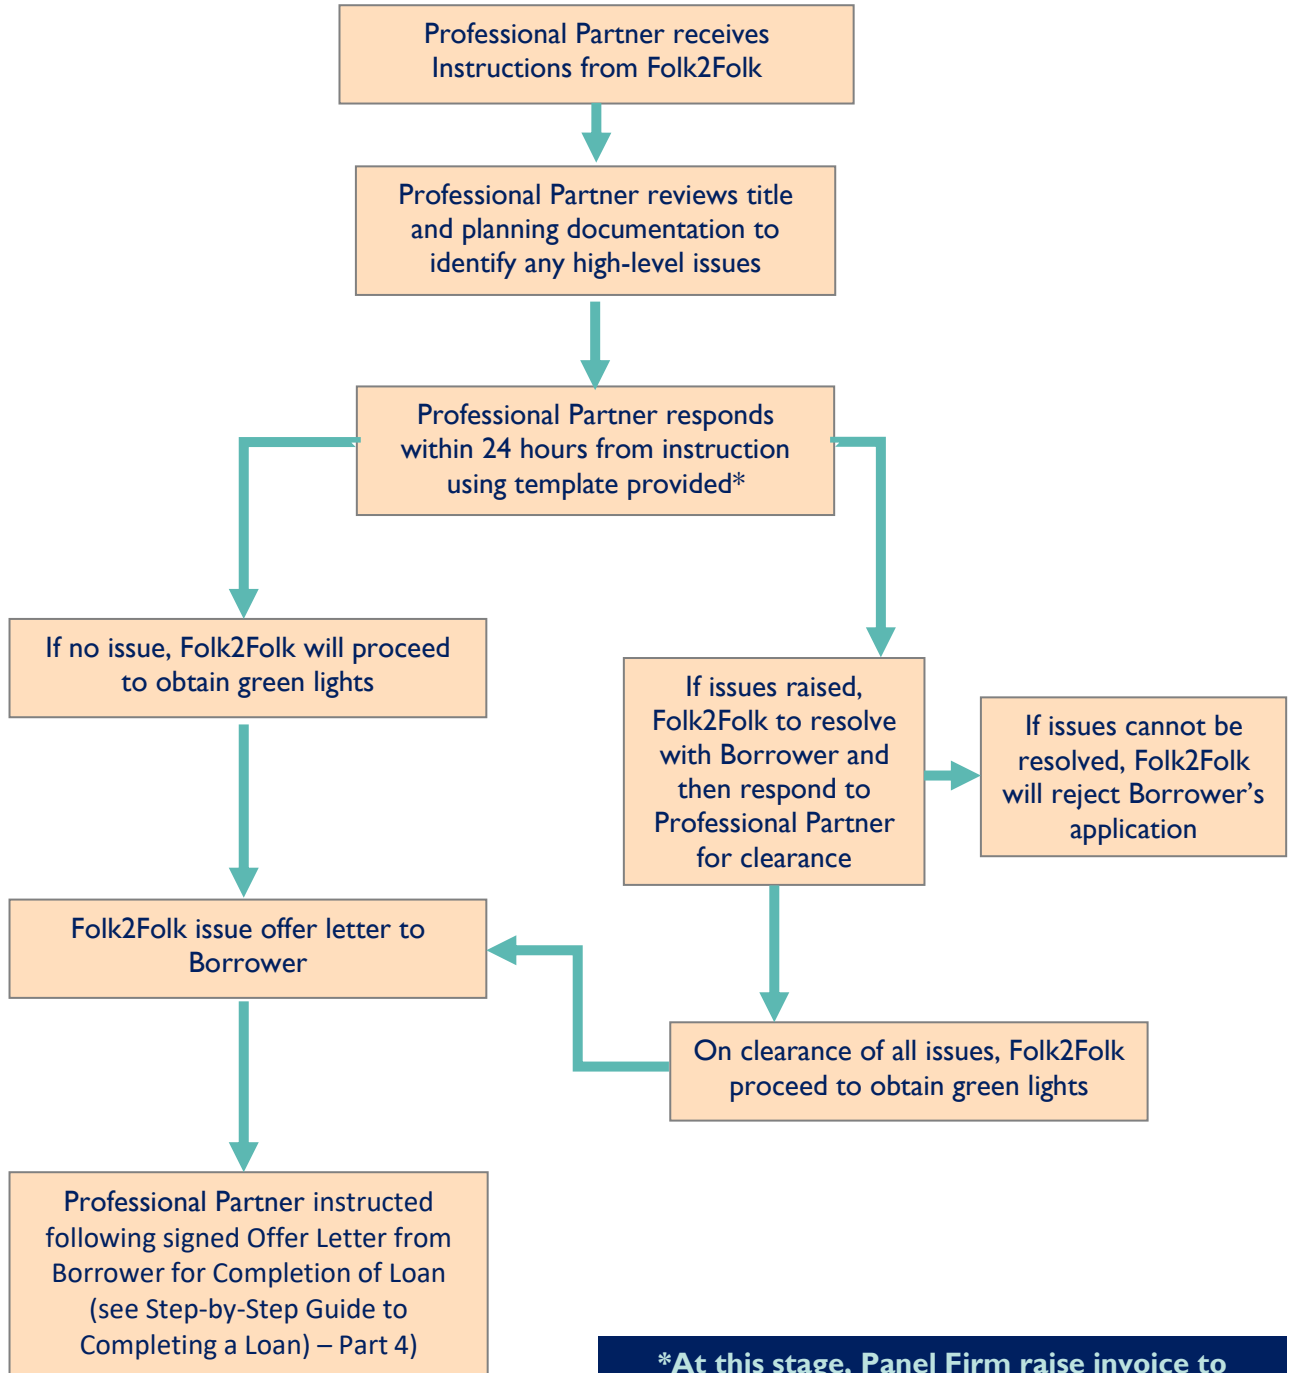 Professional Partner receives
Instructions from Folk2Folk
Professional Partner reviews title
and planning documentation to
identify any high-level issues
Professional Partner responds
within 24 hours from instruction
using template provided*
If no issue, Folk2Folk will proceed
to obtain green lights
If issues raised,
Folk2Folk to resolve
with Borrower and
then respond to
Professional Partner
for clearance
If issues cannot be
resolved, Folk2Folk
will reject Borrower’s
application
Folk2Folk issue offer letter to
Borrower
On clearance of all issues, Folk2Folk
proceed to obtain green lights
Professional Partner instructed
following signed Offer Letter from
Borrower for Completion of Loan
(see Step-by-Step Guide to
Completing a Loan) – Part 4)
*At this stage, Panel Firm raise invoice to